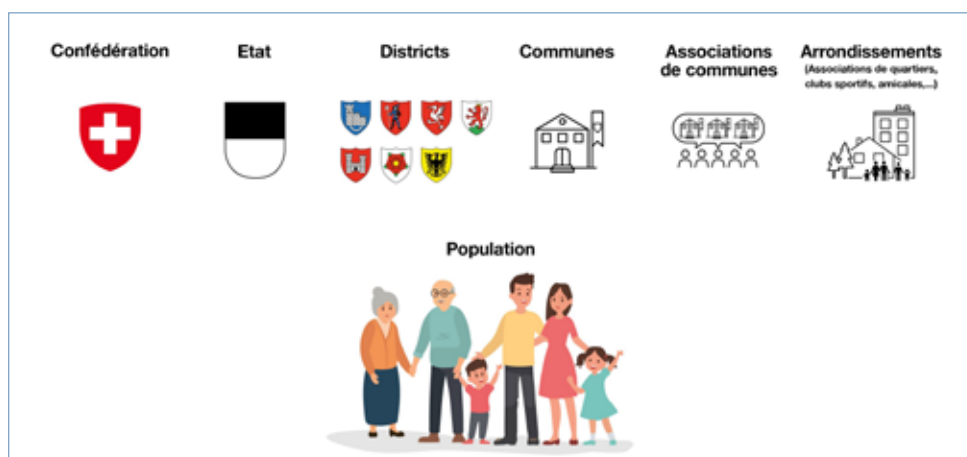 Confédération
Etat
Districts
Communes
Associations
de communes
Arrondissements
(Associations de quartiers,
clubs sportifs, amicales,...)
Population